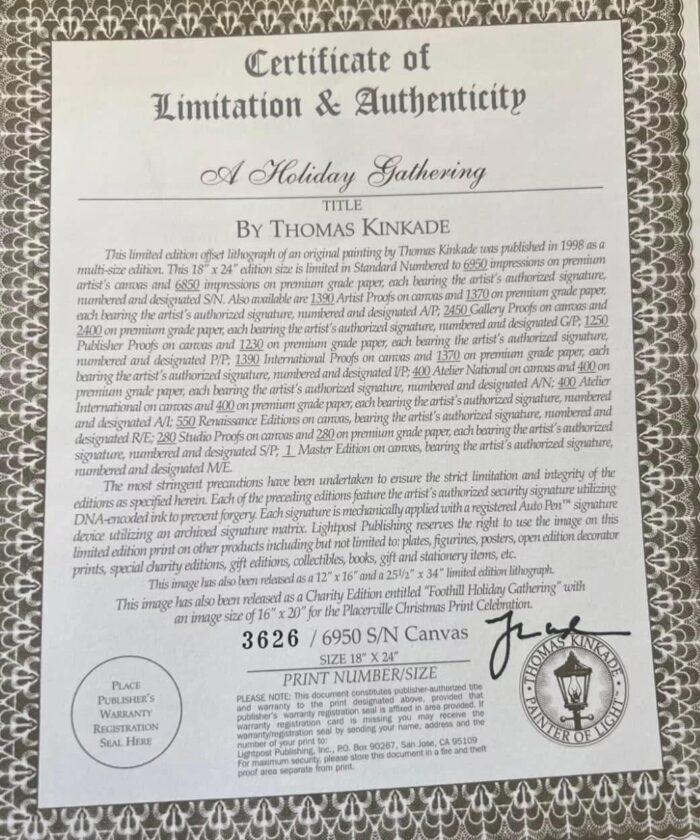 Certificate of
Limitation & Authenticity
A Holiday Gathering
TITLE
BY THOMAS KINKADE
This limited edition offset lithograph of an original painting by Thomas Kinkade was published in 1998 as a
multi-size edition. This 18" x 24" edition size is limited in Standard Numbered to 6950 impressions on premium
artist's canvas and 6850 impressions on premium grade paper, each bearing the artist's authorized signature,
numbered and designated S/N. Also available are 1390 Artist Proofs on canvas and 1370 on premium grade paper,
each bearing the artist's authorized signature, numbered and designated A/P; 2450 Gallery Proofs on canvas and
2400 on premium grade paper, each bearing the artist's authorized signature, numbered and designated G/P; 1250
Publisher Proofs on canvas and 1230 on premium grade paper, each bearing the artist's authorized signature,
numbered and designated P/P; 1390 International Proofs on canvas and 1370 on premium grade paper, each
bearing the artist's authorized signature, numbered and designated I/P; 400 Atelier National on canvas and 400 on
premium grade paper, each bearing the artist's authorized signature, numbered and designated A/N; 400 Atelier
International on canvas and 400 on premium grade paper, each bearing the artist's authorized signature, numbered
and designated A/I; 550 Renaissance Editions on canvas, bearing the artist's authorized signature, numbered and
designated R/E; 280 Studio Proofs on canvas and 280 on premium grade paper, each bearing the artist's authorized
signature, numbered and designated S/P; 1 Master Edition on canvas, bearing the artist's authorized signature,
numbered and designated M/E.
The most stringent precautions have been undertaken to ensure the strict limitation and integrity of the
editions as specified herein. Each of the preceding editions feature the artist's authorized security signature utilizing
DNA-encoded ink to prevent forgery. Each signature is mechanically applied with a registered Auto Pen™ signature
device utilizing an archived signature matrix. Lightpost Publishing reserves the right to use the image on this
limited edition print on other products including but not limited to: plates, figurines, posters, open edition decorator
prints, special charity editions, gift editions, collectibles, books, gift and stationery items, etc.
This image has also been released as a 12" x 16" and a 25½" x 34" limited edition lithograph.
This image has also been released as a Charity Edition entitled "Foothill Holiday Gathering" with
an image size of 16" x 20" for the Placerville Christmas Print Celebration.
3626 / 6950 S/N Canvas
SIZE 18" X 24"
PRINT NUMBER/SIZE
PLACE
PUBLISHER'S
WARRANTY
REGISTRATION
SEAL HERE
PLEASE NOTE: This document constitutes publisher-authorized title
and warranty to the print designated above, provided that
publisher's warranty registration seal is affixed in area provided. If
warranty registration card is missing you may receive the
warranty/registration seal by sending your name, address and the
number of your print to:
Lightpost Publishing, Inc., P.O. Box 90267, San Jose, CA 95109
For maximum security, please store this document in a fire and theft
proof area separate from print.
THOMAS KINKADE
PAINTER OF LIGHT